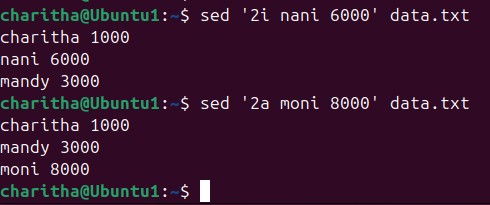 charitha@Ubuntu1:~$ sed '2i nani 6000' data.txt
charitha 1000
nani 6000
mandy 3000
charitha@Ubuntu1:~$ sed '2a moni 8000' data.txt
charitha 1000
mandy 3000
moni 8000
charitha@Ubuntu1:~$